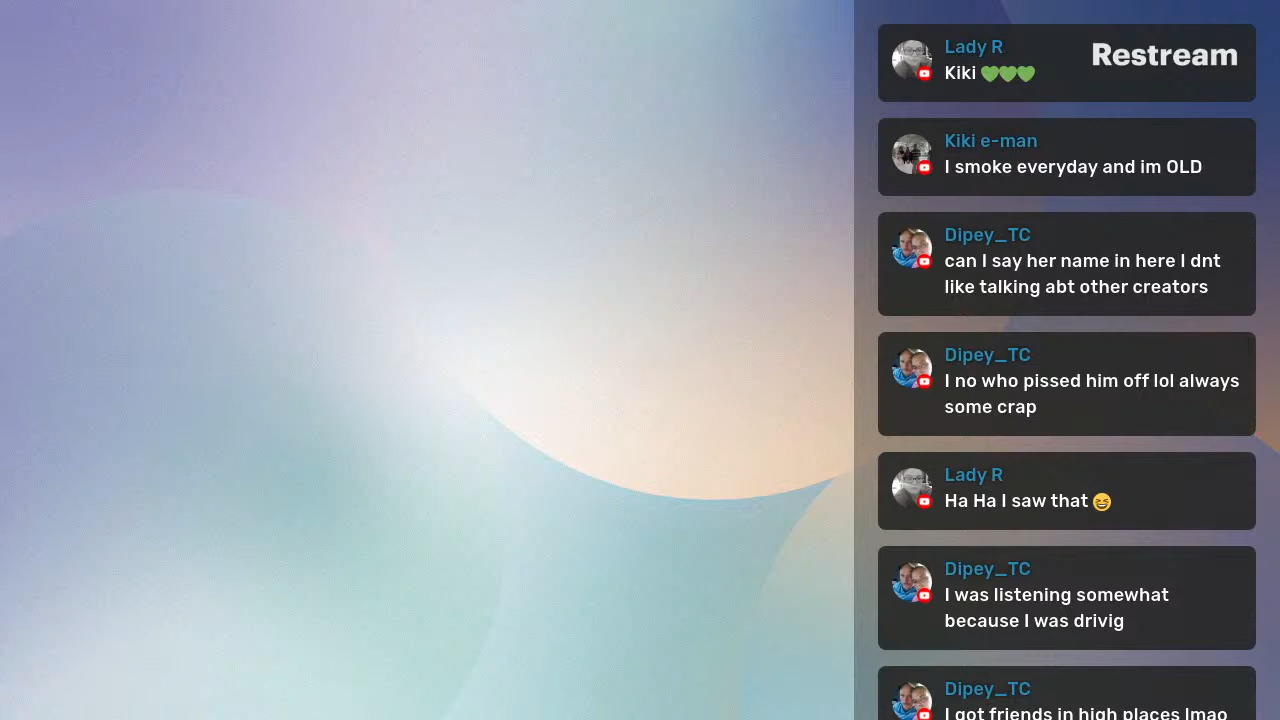 Lady R
Restream
Kiki 💚💚💚
Kiki e-man
I smoke everyday and im OLD
Dipey_TC
can I say her name in here I dnt
like talking abt other creators
Dipey_TC
I no who pissed him off lol always
some crap
Lady R
Ha Ha I saw that 😆
Dipey_TC
I was listening somewhat
because I was drivig
Dipey_TC
I got friends in high places lmao